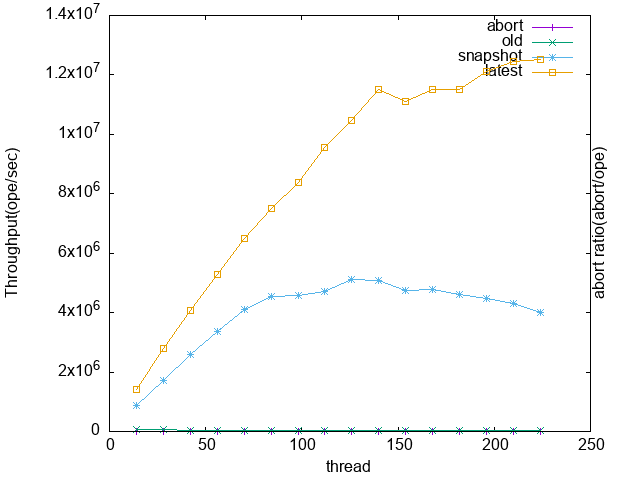 1.4x10^7
1.2x10^7
1x10^7
8x10^6
6x10^6
4x10^6
2x10^6
0
0
50
100
150
200
250
thread
Throughput(ope/sec)
abort ratio(abort/ope)
abort
old
snapshot
latest